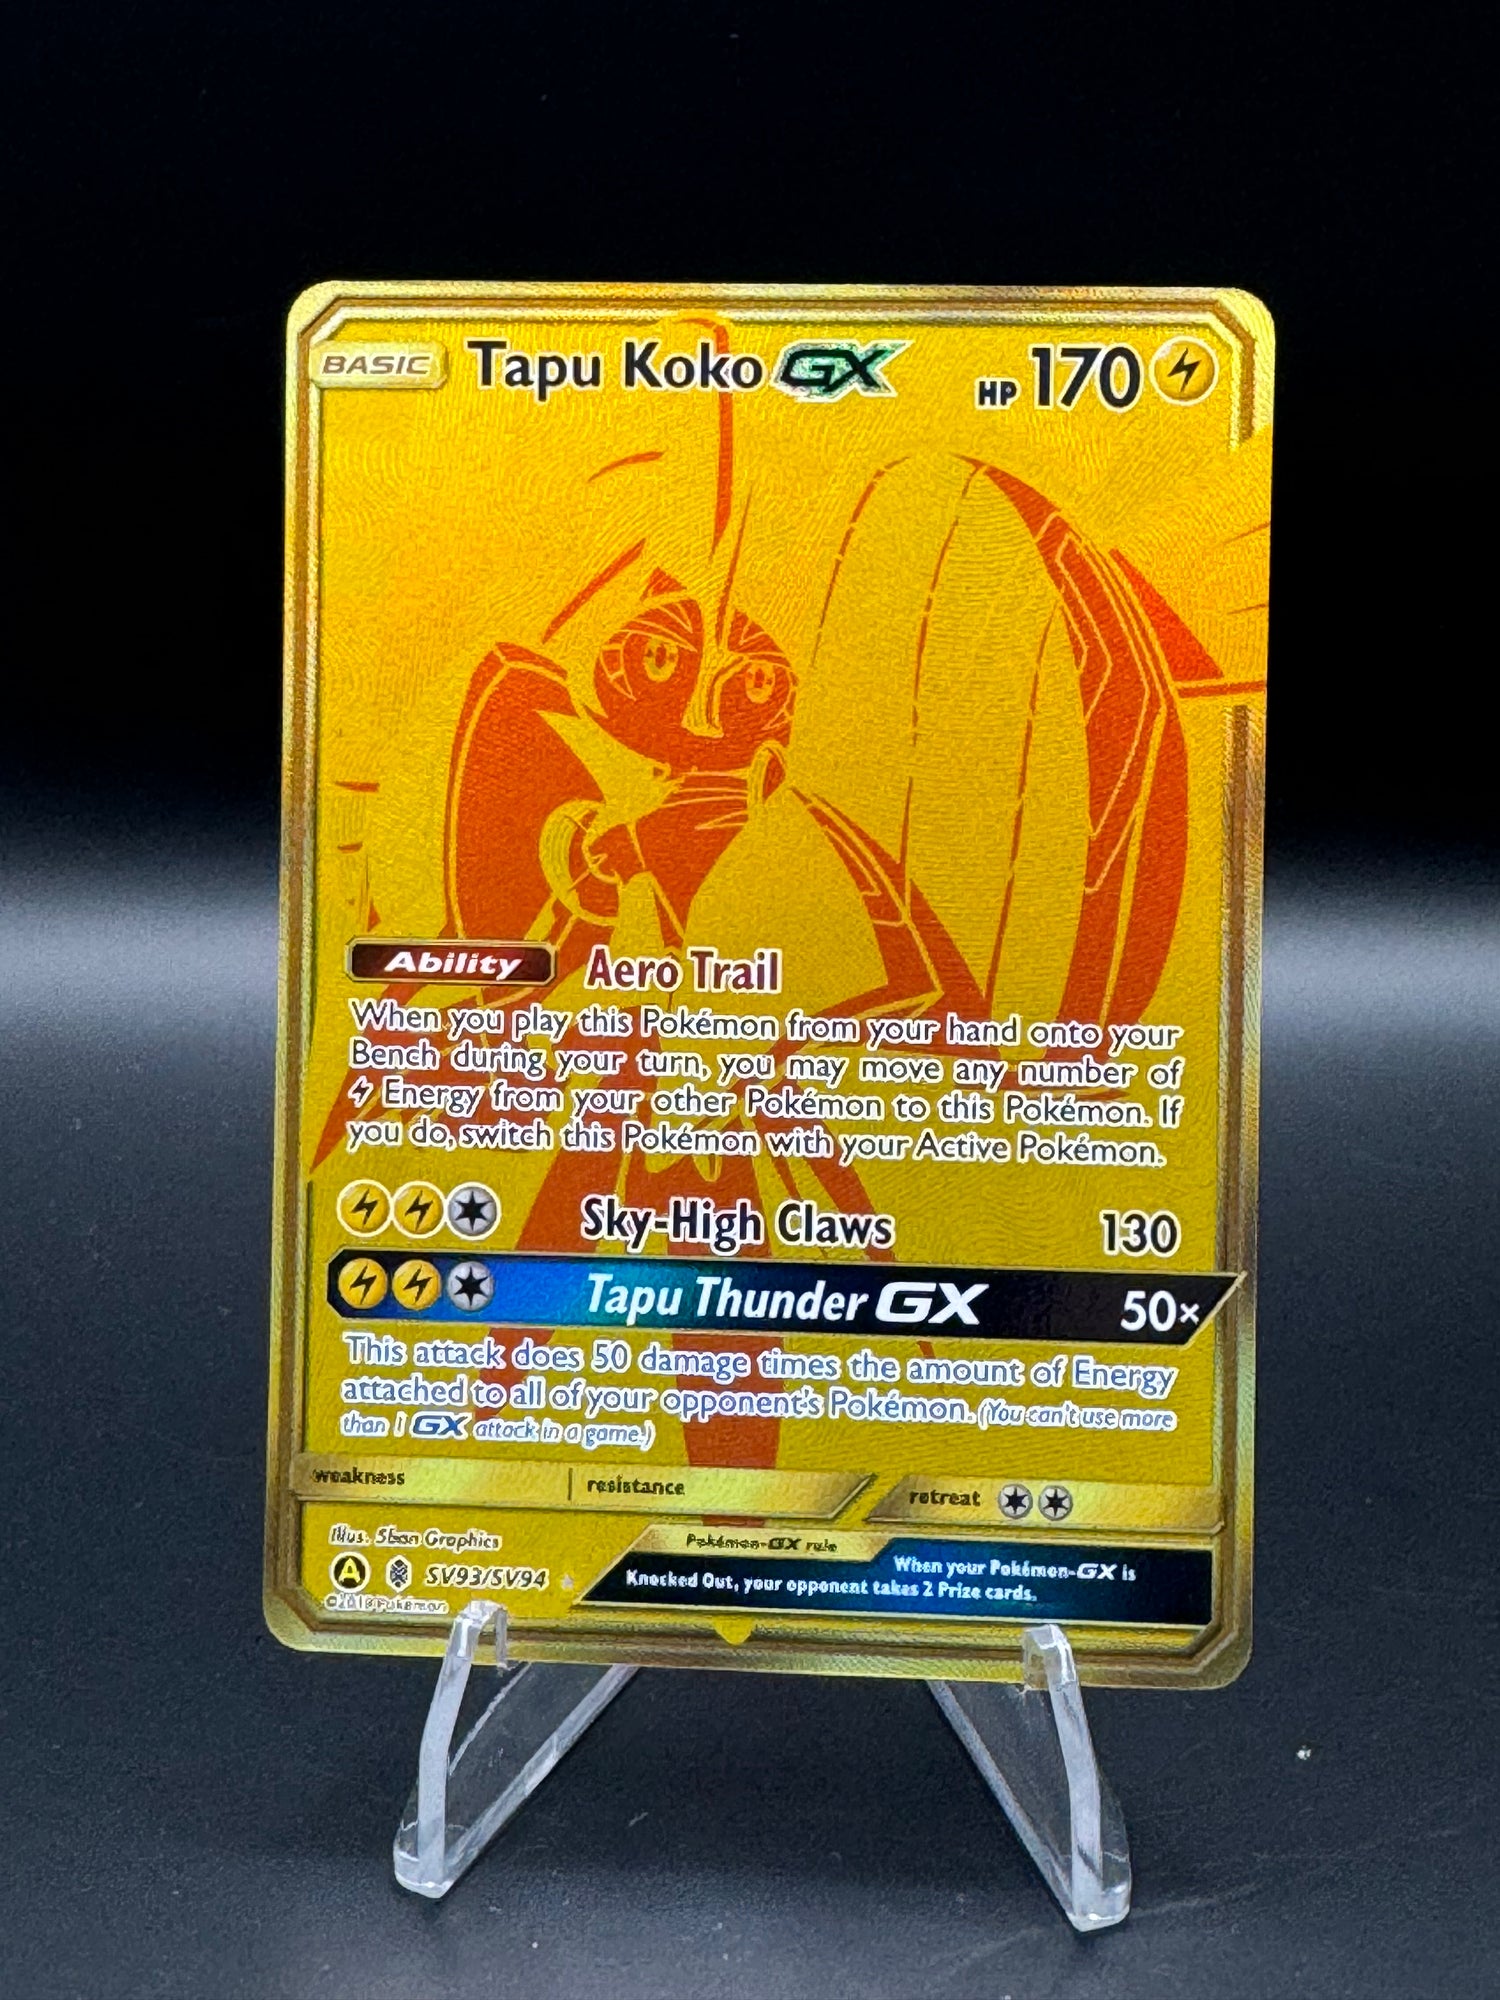 BASIC Tapu Koko GX HP 170
Ability Aero Trail
When you play this Pokémon from your hand onto your
Bench during your turn, you may move any number of
Energy from your other Pokémon to this Pokémon. If
you do, switch this Pokémon with your Active Pokémon.
Sky-High Claws 130
Tapu Thunder GX 50×
This attack does 50 damage times the amount of Energy
attached to all of your opponent's Pokémon. (You can't use more
than 1 GX attack in a game.)
weakness resistance retreat
Illus. 5ban Graphics
Pokémon-GX rule
When your Pokémon-GX is
Knocked Out, your opponent takes 2 Prize cards.
A SV93/SV94
©2018 Pokémon